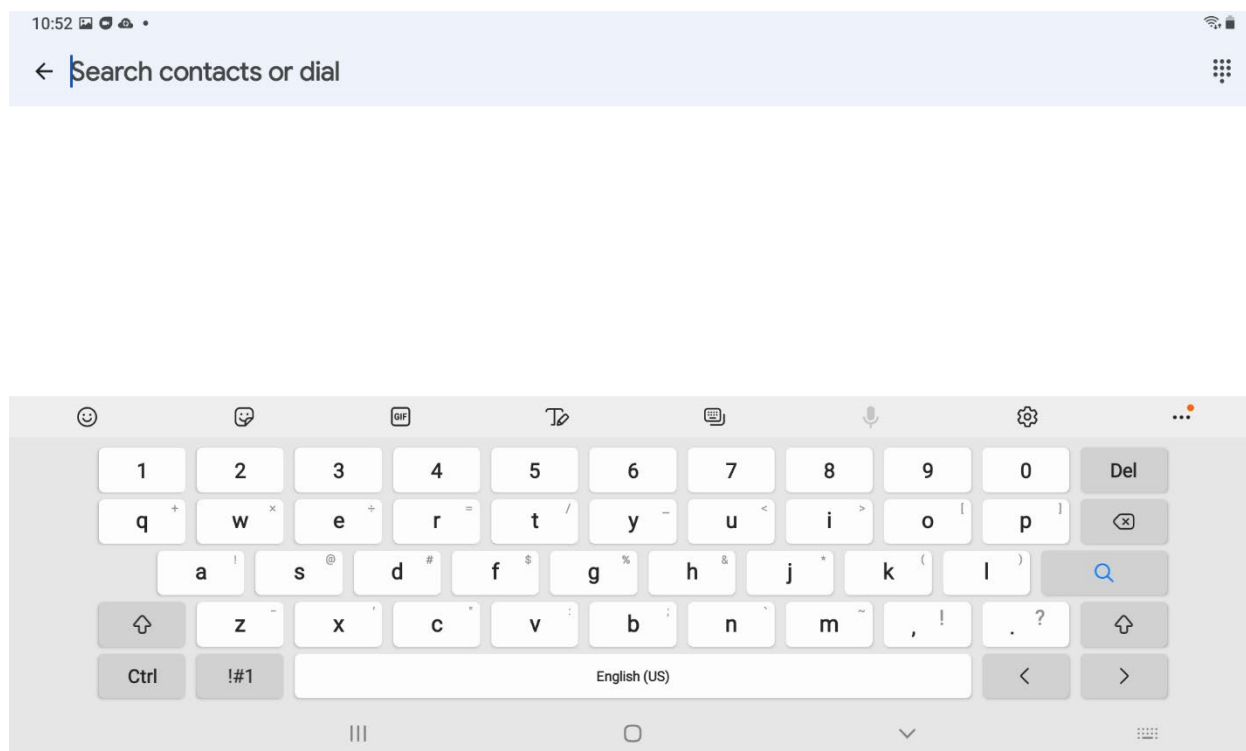 10:52
Search contacts or dial
GIF
1 2 3 4 5 6 7 8 9 0 Del
q + w × e ÷ r = t / y _ u < i > o [ p ]
a ! s @ d # f $ g % h & j * k ( l )
z - x ' c " v : b ; n ` m ~ , ! . ?
Ctrl !#1 English (US) < >